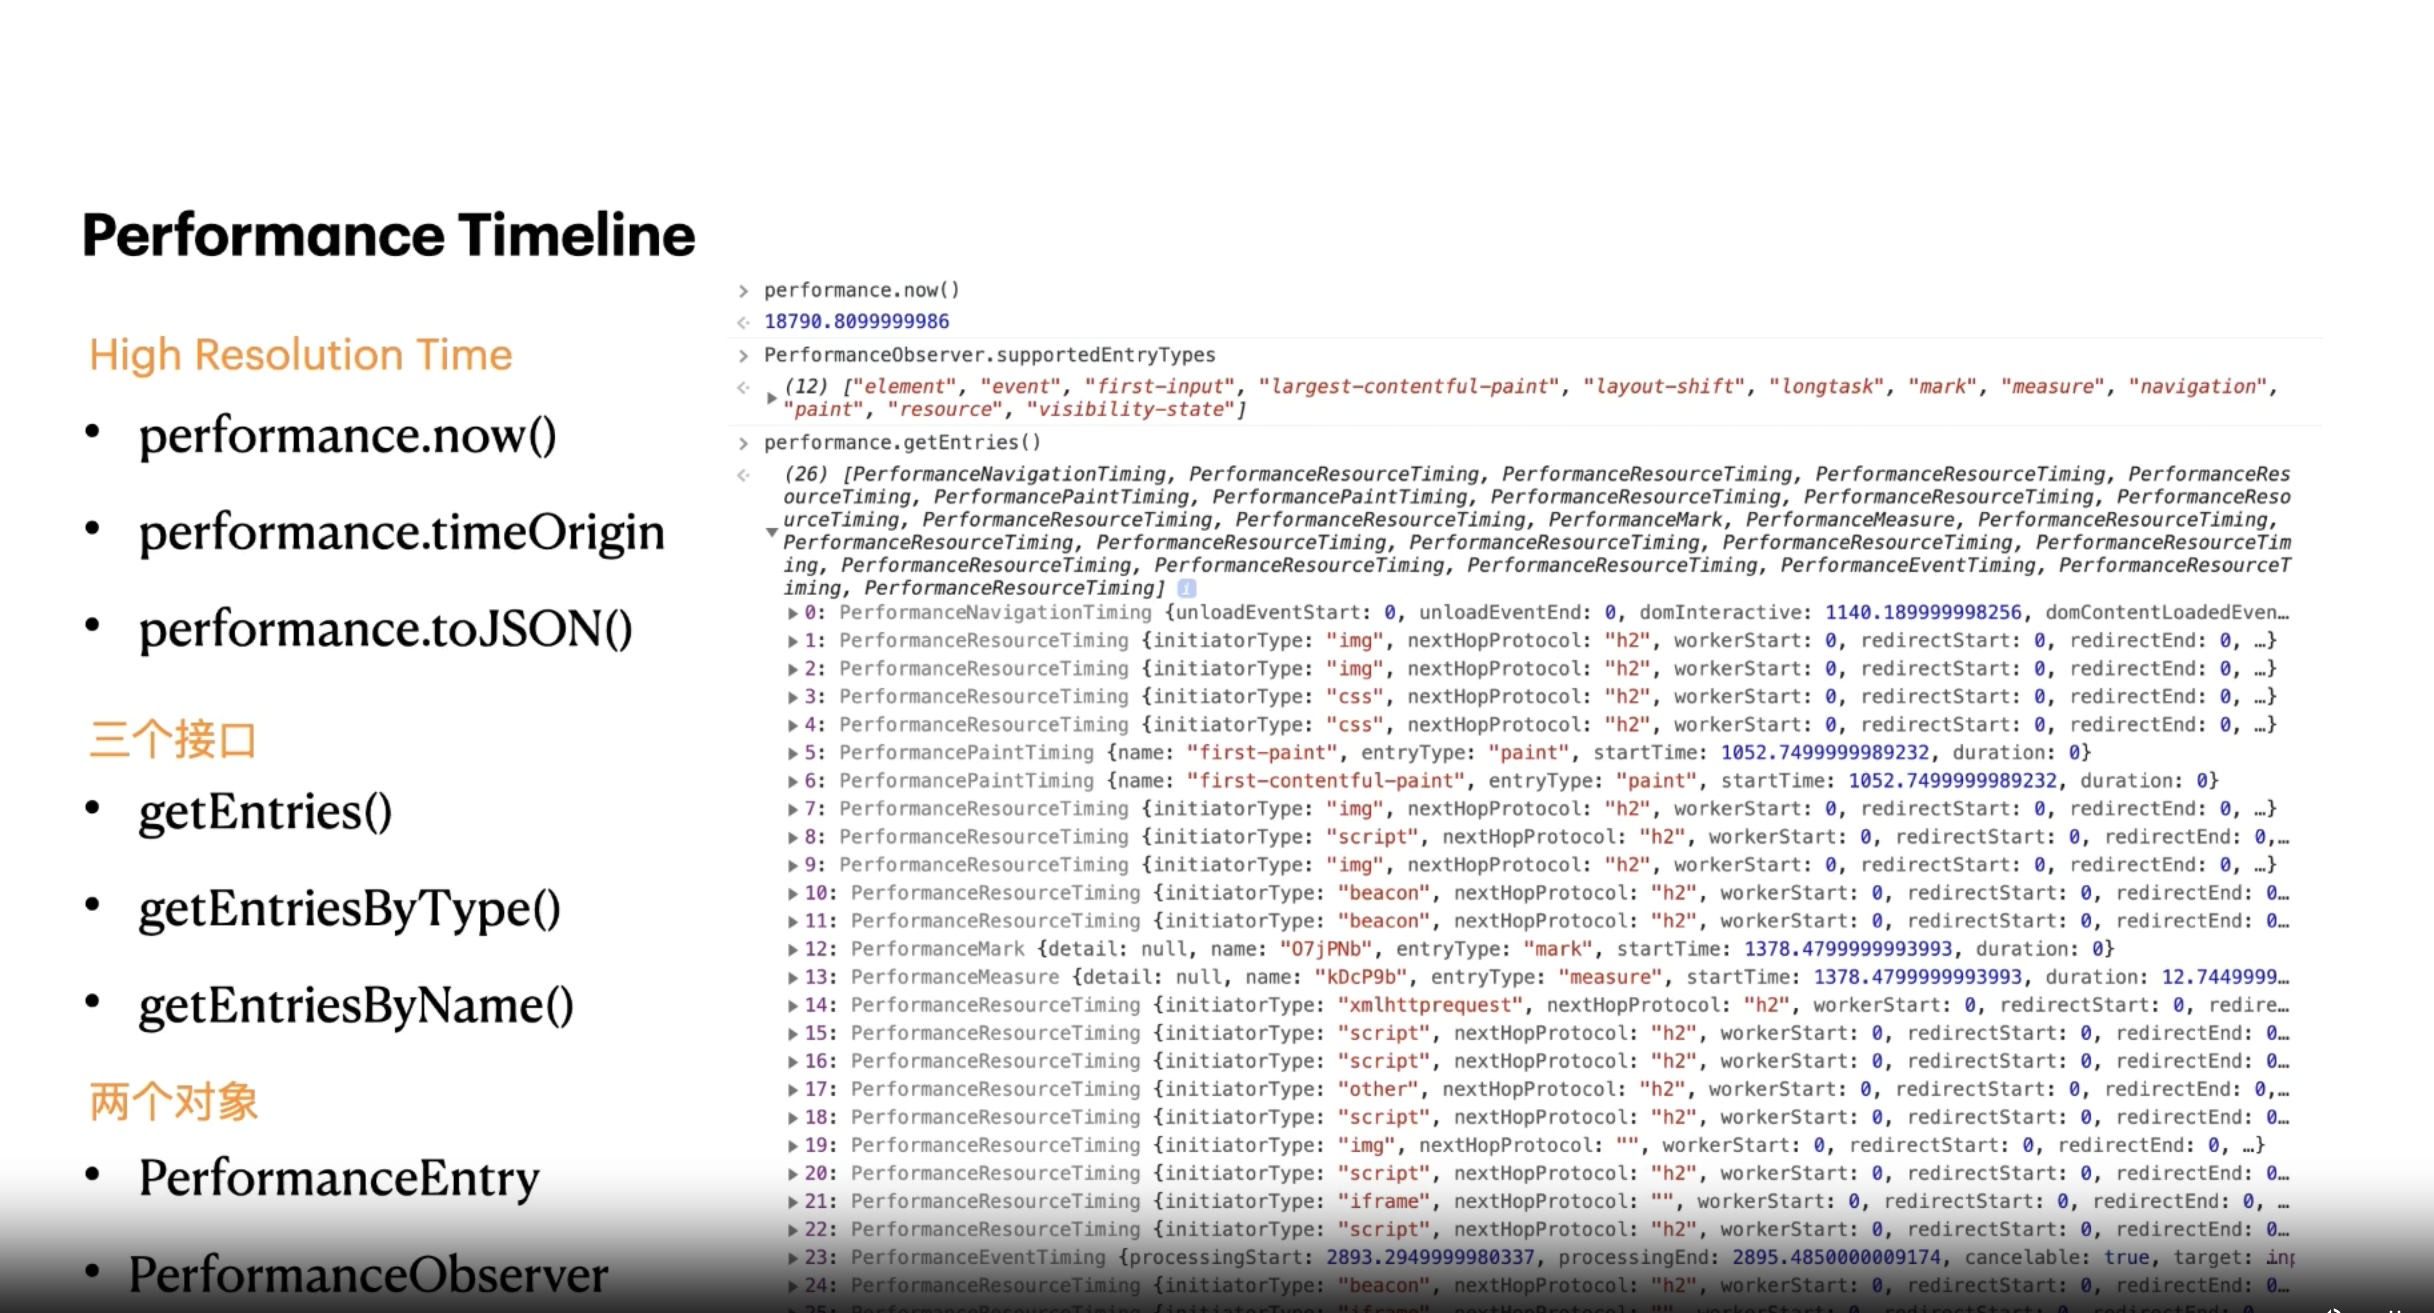 Performance Timeline
High Resolution Time
• performance.now()
• performance.timeOrigin
• performance.toJSON()
三个接口
• getEntries()
• getEntriesByType()
• getEntriesByName()
两个对象
• PerformanceEntry
• PerformanceObserver
performance.now()
18790.8099999986
PerformanceObserver.supportedEntryTypes
(12) ["element", "event", "first-input", "largest-contentful-paint", "layout-shift", "longtask", "mark", "measure", "navigation",
"paint", "resource", "visibility-state"]
performance.getEntries()
(26) [PerformanceNavigationTiming, PerformanceResourceTiming, PerformanceResourceTiming, PerformanceResourceTiming, PerformanceRes
ourceTiming, PerformancePaintTiming, PerformancePaintTiming, PerformanceResourceTiming, PerformanceResourceTiming, PerformanceReso
urceTiming, PerformanceResourceTiming, PerformanceResourceTiming, PerformanceMark, PerformanceMeasure, PerformanceResourceTiming,
PerformanceResourceTiming, PerformanceResourceTiming, PerformanceResourceTiming, PerformanceResourceTiming, PerformanceResourceTim
ing, PerformanceResourceTiming, PerformanceResourceTiming, PerformanceResourceTiming, PerformanceEventTiming, PerformanceResourceT
iming, PerformanceResourceTiming] i
0: PerformanceNavigationTiming {unloadEventStart: 0, unloadEventEnd: 0, domInteractive: 1140.189999998256, domContentLoadedEven…
1: PerformanceResourceTiming {initiatorType: "img", nextHopProtocol: "h2", workerStart: 0, redirectStart: 0, redirectEnd: 0, …}
2: PerformanceResourceTiming {initiatorType: "img", nextHopProtocol: "h2", workerStart: 0, redirectStart: 0, redirectEnd: 0, …}
3: PerformanceResourceTiming {initiatorType: "css", nextHopProtocol: "h2", workerStart: 0, redirectStart: 0, redirectEnd: 0, …}
4: PerformanceResourceTiming {initiatorType: "css", nextHopProtocol: "h2", workerStart: 0, redirectStart: 0, redirectEnd: 0, …}
5: PerformancePaintTiming {name: "first-paint", entryType: "paint", startTime: 1052.7499999989232, duration: 0}
6: PerformancePaintTiming {name: "first-contentful-paint", entryType: "paint", startTime: 1052.7499999989232, duration: 0}
7: PerformanceResourceTiming {initiatorType: "img", nextHopProtocol: "h2", workerStart: 0, redirectStart: 0, redirectEnd: 0, …}
8: PerformanceResourceTiming {initiatorType: "script", nextHopProtocol: "h2", workerStart: 0, redirectStart: 0, redirectEnd: 0,…
9: PerformanceResourceTiming {initiatorType: "img", nextHopProtocol: "h2", workerStart: 0, redirectStart: 0, redirectEnd: 0, …}
10: PerformanceResourceTiming {initiatorType: "beacon", nextHopProtocol: "h2", workerStart: 0, redirectStart: 0, redirectEnd: 0…
11: PerformanceResourceTiming {initiatorType: "beacon", nextHopProtocol: "h2", workerStart: 0, redirectStart: 0, redirectEnd: 0…
12: PerformanceMark {detail: null, name: "O7jPNb", entryType: "mark", startTime: 1378.4799999993993, duration: 0}
13: PerformanceMeasure {detail: null, name: "kDcP9b", entryType: "measure", startTime: 1378.4799999993993, duration: 12.7449999…
14: PerformanceResourceTiming {initiatorType: "xmlhttprequest", nextHopProtocol: "h2", workerStart: 0, redirectStart: 0, redire…
15: PerformanceResourceTiming {initiatorType: "script", nextHopProtocol: "h2", workerStart: 0, redirectStart: 0, redirectEnd: 0…
16: PerformanceResourceTiming {initiatorType: "script", nextHopProtocol: "h2", workerStart: 0, redirectStart: 0, redirectEnd: 0…
17: PerformanceResourceTiming {initiatorType: "other", nextHopProtocol: "h2", workerStart: 0, redirectStart: 0, redirectEnd: 0,…
18: PerformanceResourceTiming {initiatorType: "script", nextHopProtocol: "h2", workerStart: 0, redirectStart: 0, redirectEnd: 0…
19: PerformanceResourceTiming {initiatorType: "img", nextHopProtocol: "", workerStart: 0, redirectStart: 0, redirectEnd: 0, …}
20: PerformanceResourceTiming {initiatorType: "script", nextHopProtocol: "h2", workerStart: 0, redirectStart: 0, redirectEnd: 0…
21: PerformanceResourceTiming {initiatorType: "iframe", nextHopProtocol: "", workerStart: 0, redirectStart: 0, redirectEnd: 0, …
22: PerformanceResourceTiming {initiatorType: "script", nextHopProtocol: "h2", workerStart: 0, redirectStart: 0, redirectEnd: 0…
23: PerformanceEventTiming {processingStart: 2893.2949999980337, processingEnd: 2895.4850000009174, cancelable: true, target: inp
24: PerformanceResourceTiming {initiatorType: "beacon", nextHopProtocol: "h2", workerStart: 0, redirectStart: 0, redirectEnd: 0…